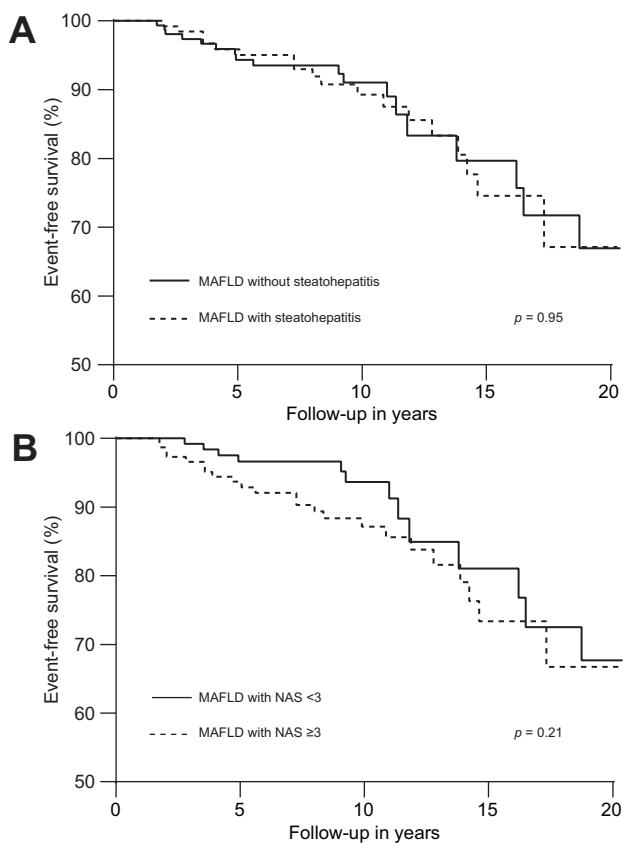 A
Event-free survival (%)
100
90
80
70
60
50
MAFLD without steatohepatitis
MAFLD with steatohepatitis
p = 0.95
0 5 10 15 20
Follow-up in years
B
Event-free survival (%)
100
90
80
70
60
50
MAFLD with NAS <3
MAFLD with NAS ≥3
p = 0.21
0 5 10 15 20
Follow-up in years